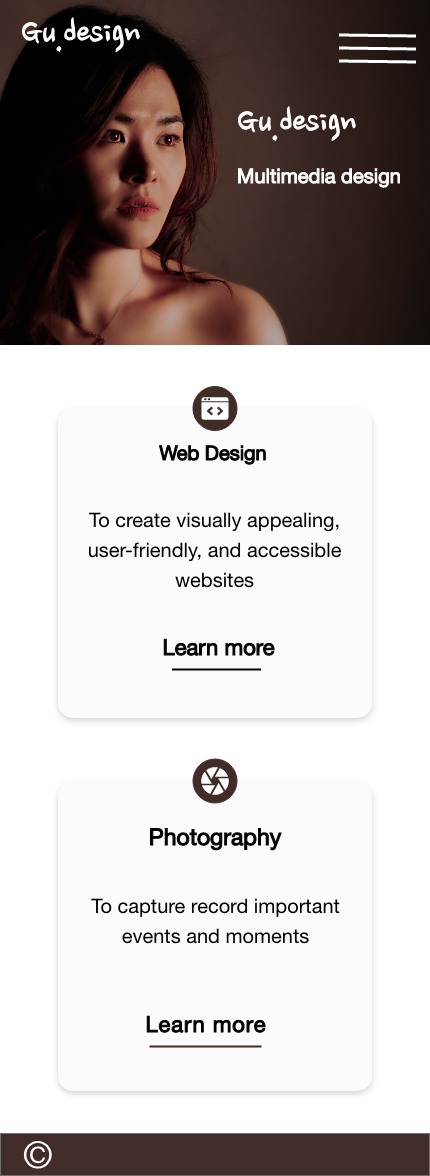 Gu.design
Gu.design
Multimedia design
Web Design
To create visually appealing,
user-friendly, and accessible
websites
Learn more
Photography
To capture record important
events and moments
Learn more
©